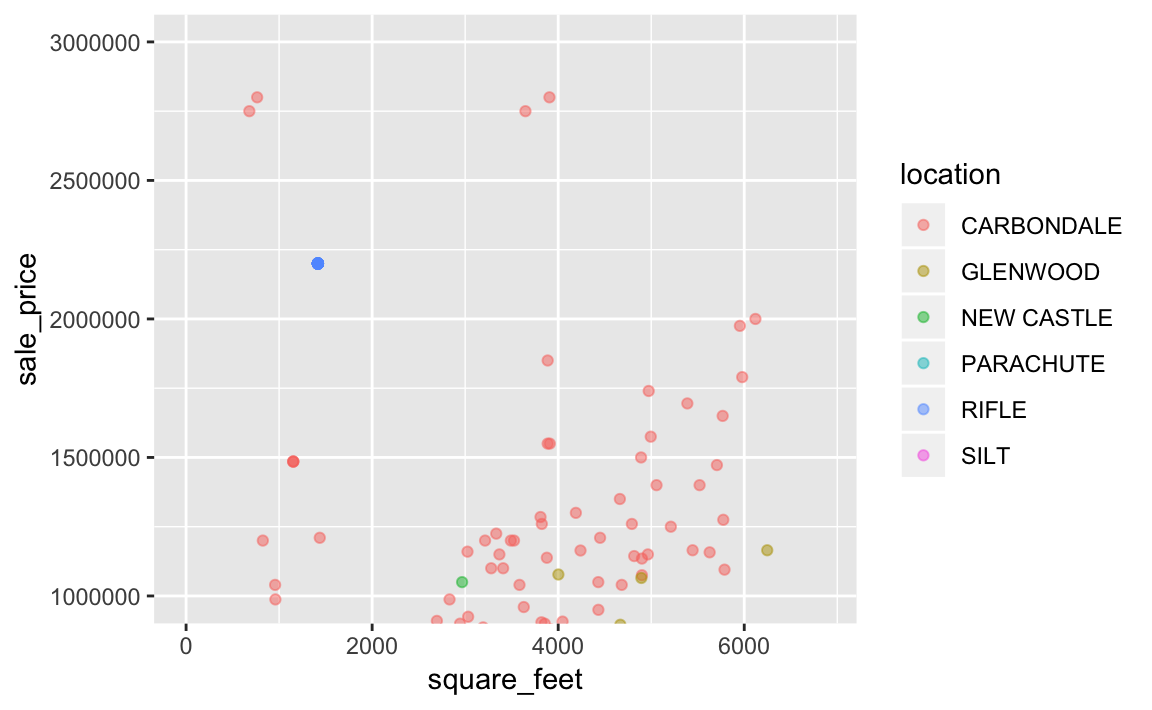 3000000
2500000
2000000
1500000
1000000
sale_price
0 2000 4000 6000
square_feet
location
CARBONDALE
GLENWOOD
NEW CASTLE
PARACHUTE
RIFLE
SILT